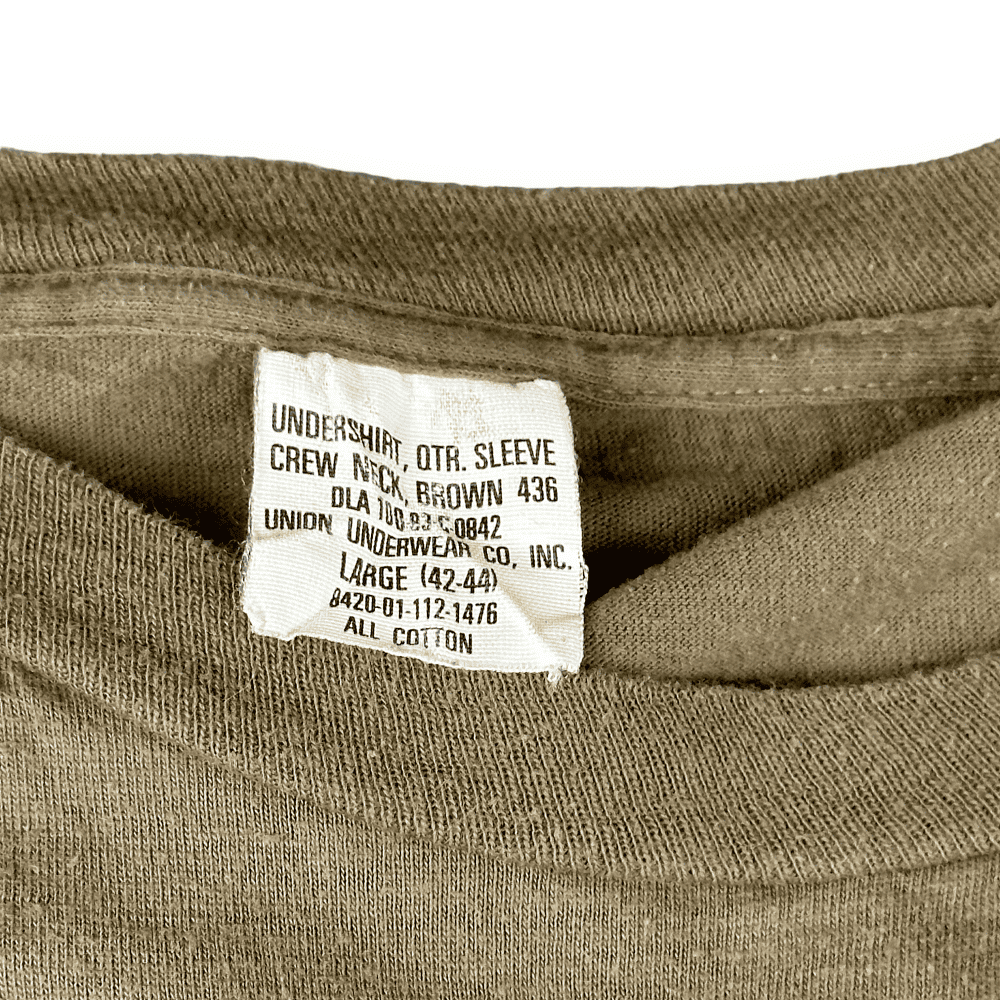 UNDERSHIRT, QTR. SLEEVE
CREW NECK, BROWN 436
DLA 100-83-C-0842
UNION UNDERWEAR CO, INC.
LARGE (42-44)
8420-01-112-1476
ALL COTTON